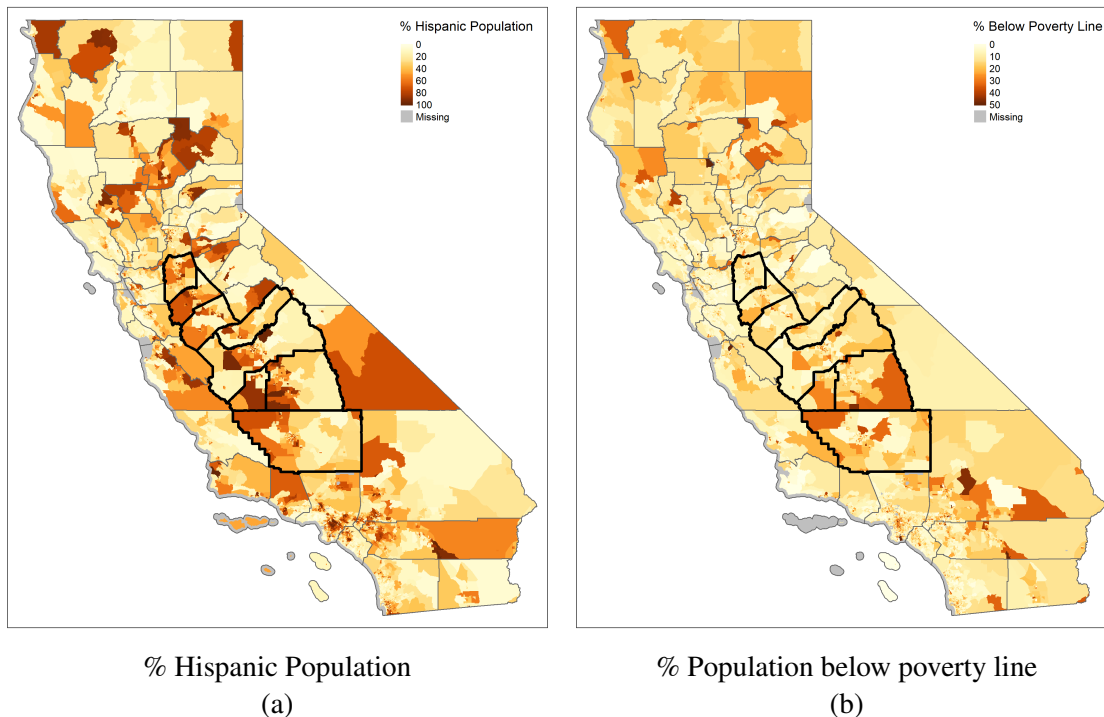 % Hispanic Population
0
20
40
60
80
100
Missing
% Below Poverty Line
0
10
20
30
40
50
Missing
% Hispanic Population
(a)
% Population below poverty line
(b)